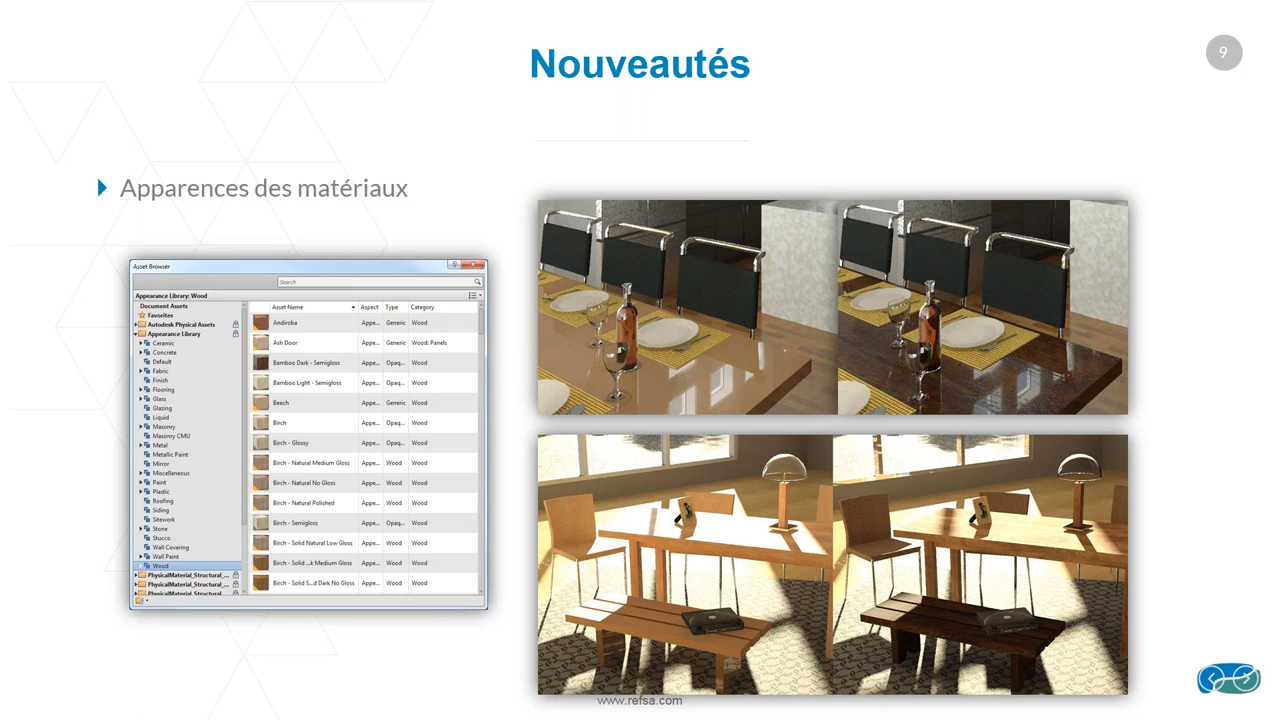 Nouveautés
9
Apparences des matériaux
Asset Browser
Search
Appearance Library: Wood
Document Assets
Favorites
Autodesk Physical Assets
Appearance Library
Ceramic
Concrete
Default
Fabric
Finish
Flooring
Glass
Glazing
Liquid
Masonry
Masonry CMU
Metal
Metallic Paint
Mirror
Miscellaneous
Paint
Plastic
Roofing
Siding
Sitework
Stone
Stucco
Wall Covering
Wall Paint
Wood
PhysicalMaterial_Structural_...
PhysicalMaterial_Structural_...
PhysicalMaterial_Structural_...
Asset Name Aspect Type Category
Andiroba Appe... Generic Wood
Ash Door Appe... Generic Wood: Panels
Bamboo Dark - Semigloss Appe... Opaq... Wood
Bamboo Light - Semigloss Appe... Opaq... Wood
Beech Appe... Generic Wood
Birch Appe... Opaq... Wood
Birch - Glossy Appe... Opaq... Wood
Birch - Natural Medium Gloss Appe... Wood Wood
Birch - Natural No Gloss Appe... Wood Wood
Birch - Natural Polished Appe... Wood Wood
Birch - Semigloss Appe... Opaq... Wood
Birch - Solid Natural Low Gloss Appe... Wood Wood
Birch - Solid ...k Medium Gloss Appe... Wood Wood
Birch - Solid S...d Dark No Gloss Appe... Wood Wood
www.refsa.com